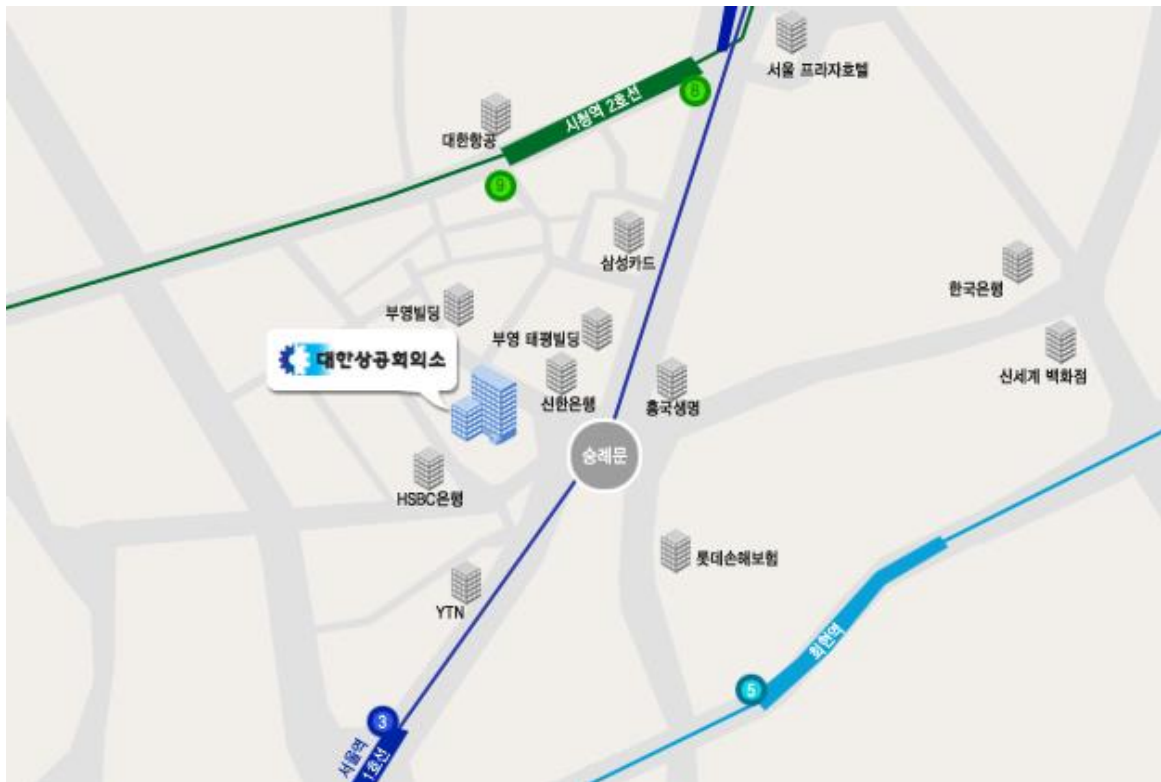 서울 프라자호텔
8
시청역 2호선
대한항공
9
삼성카드
한국은행
부영빌딩
부영 태평빌딩
대한상공회의소
신세계 백화점
신한은행
흥국생명
숭례문
HSBC은행
롯데손해보험
YTN
회현역
5
3
서울역
1호선